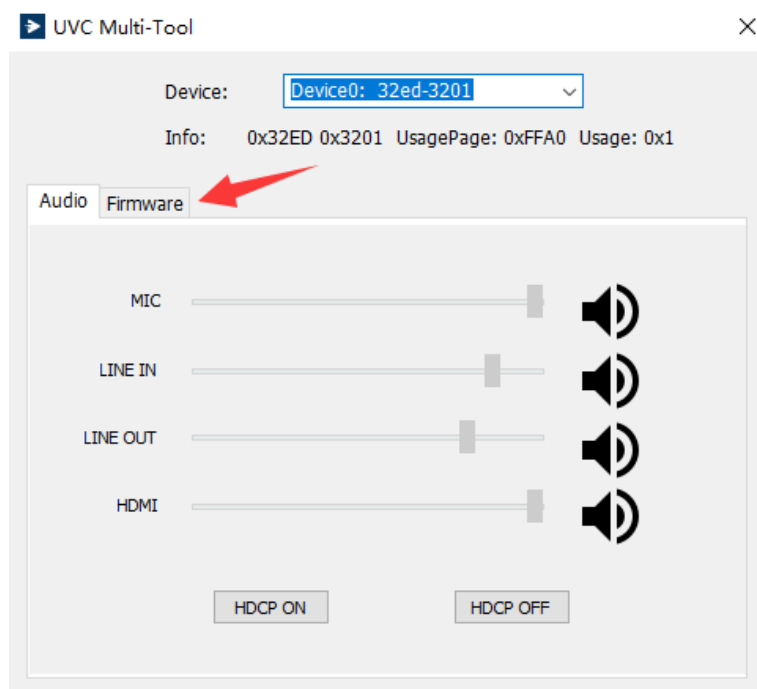 UVC Multi-Tool
Device: Device0: 32ed-3201
Info: 0x32ED 0x3201 UsagePage: 0xFFA0 Usage: 0x1
Audio Firmware
MIC
LINE IN
LINE OUT
HDMI
HDCP ON HDCP OFF